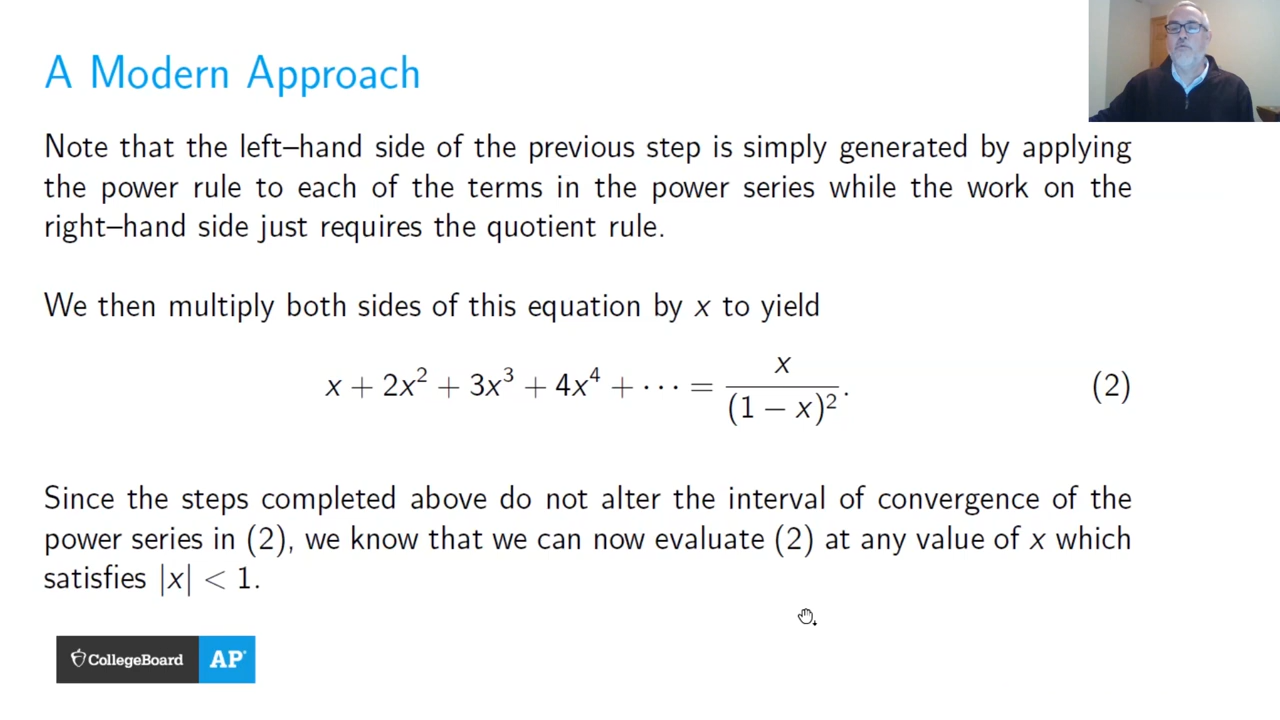 A Modern Approach
Note that the left–hand side of the previous step is simply generated by applying
the power rule to each of the terms in the power series while the work on the
right–hand side just requires the quotient rule.
We then multiply both sides of this equation by x to yield
x + 2x² + 3x³ + 4x⁴ + ··· = x / (1 − x)². (2)
Since the steps completed above do not alter the interval of convergence of the
power series in (2), we know that we can now evaluate (2) at any value of x which
satisfies |x| < 1.
CollegeBoard AP®